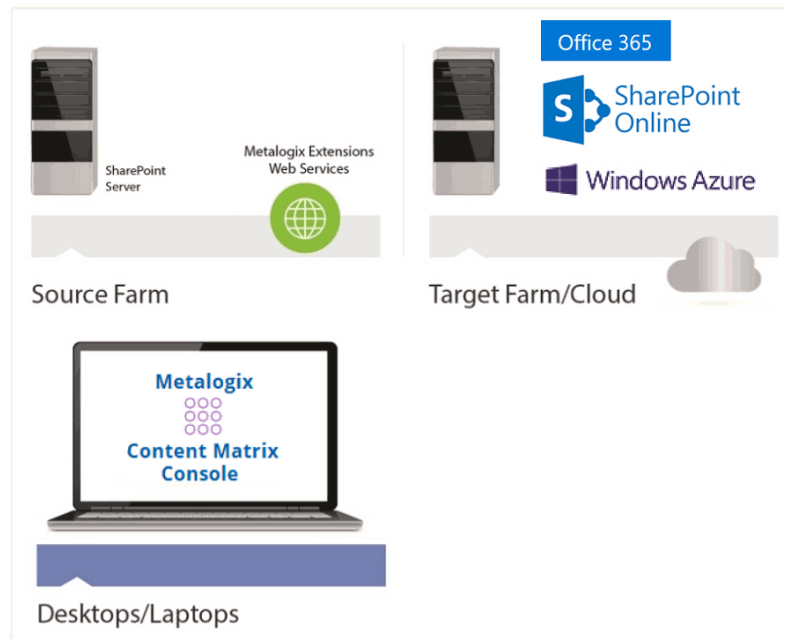 SharePoint
Server
Metalogix Extensions
Web Services
Source Farm
Office 365
S
SharePoint
Online
Windows Azure
Target Farm/Cloud
Metalogix
Content Matrix
Console
Desktops/Laptops